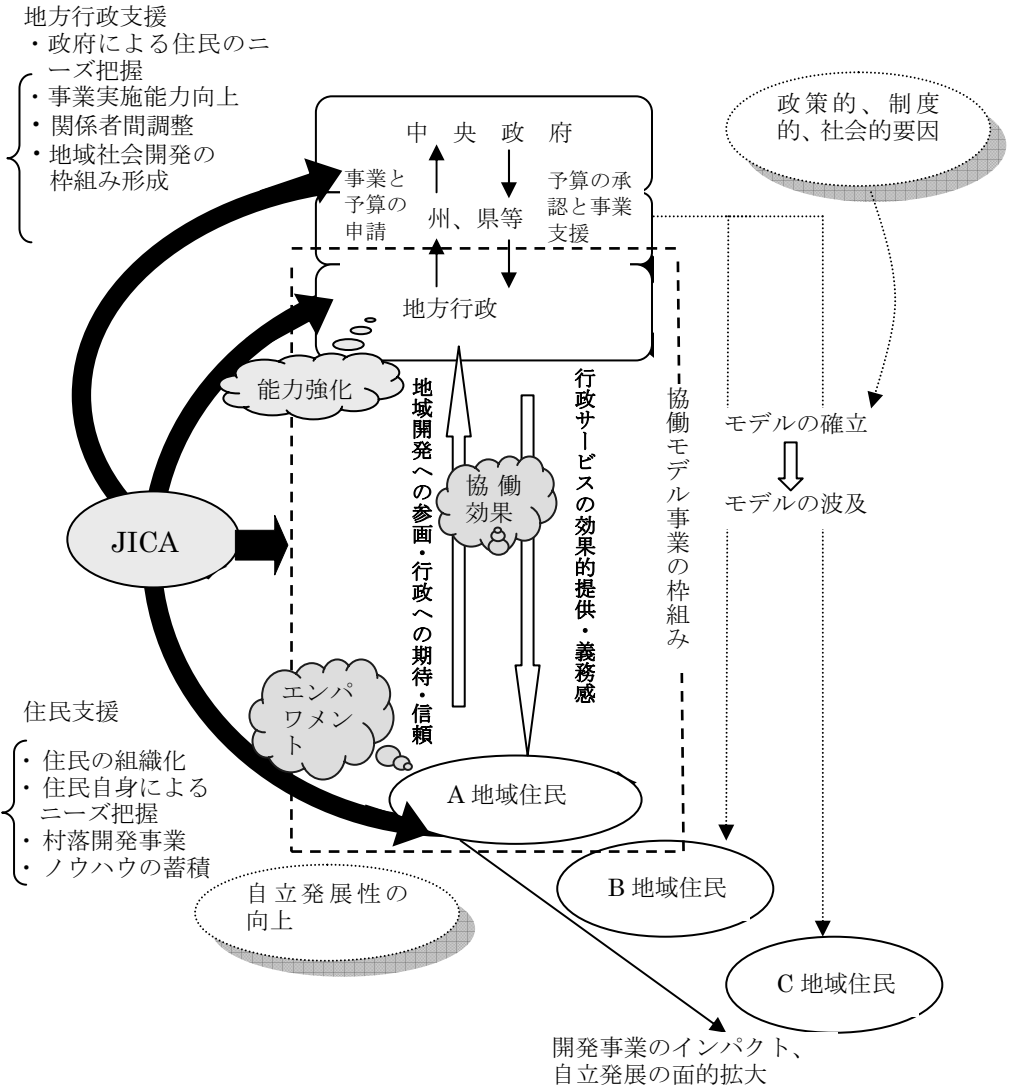 地方行政支援
・政府による住民のニ
ーズ把握
・事業実施能力向上
・関係者間調整
・地域社会開発の
枠組み形成
政策的、制度
的、社会的要因
中央政府
事業と
予算の
申請
予算の承
認と事業
支援
州、県等
地方行政
能力強化
地域開発への参画・行政への期待・信頼
行政サービスの効果的提供・義務感
協働モデル事業の枠組み
協働
効果
モデルの確立
モデルの波及
JICA
エンパ
ワメン
ト
住民支援
・住民の組織化
・住民自身による
ニーズ把握
・村落開発事業
・ノウハウの蓄積
A 地域住民
B 地域住民
自立発展性の
向上
C 地域住民
開発事業のインパクト、
自立発展の面的拡大